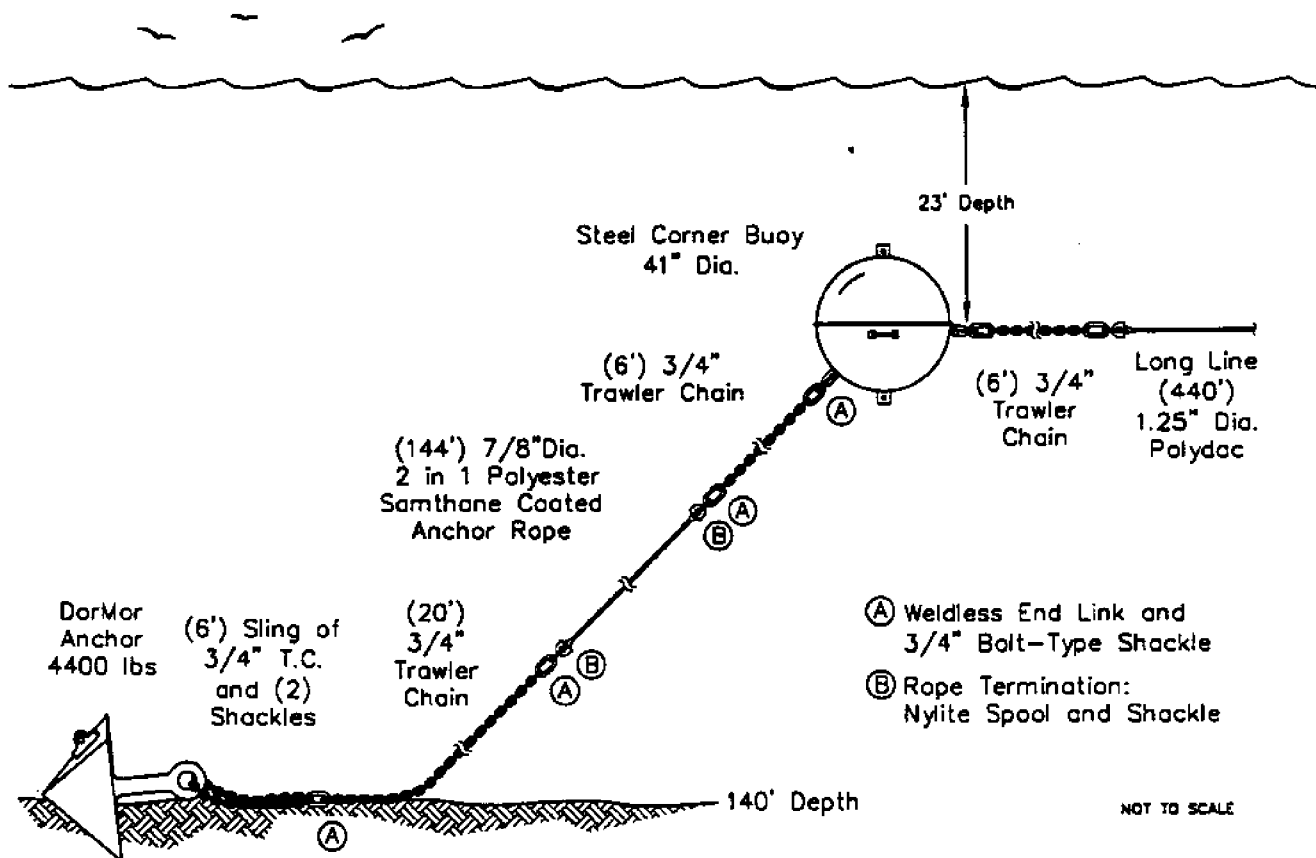 23' Depth
Steel Corner Buoy
41" Dia.
(6') 3/4"
Trawler Chain
(6') 3/4"
Trawler
Chain
Long Line
(440')
1.25" Dia.
Polydac
A
(144') 7/8"Dia.
2 in 1 Polyester
Samthane Coated
Anchor Rope
A
B
DorMor
Anchor
4400 lbs
(6') Sling of
3/4" T.C.
and (2)
Shackles
(20')
3/4"
Trawler
Chain
B
A
A Weldless End Link and
3/4" Bolt-Type Shackle
B Rope Termination:
Nylite Spool and Shackle
140' Depth
NOT TO SCALE
A